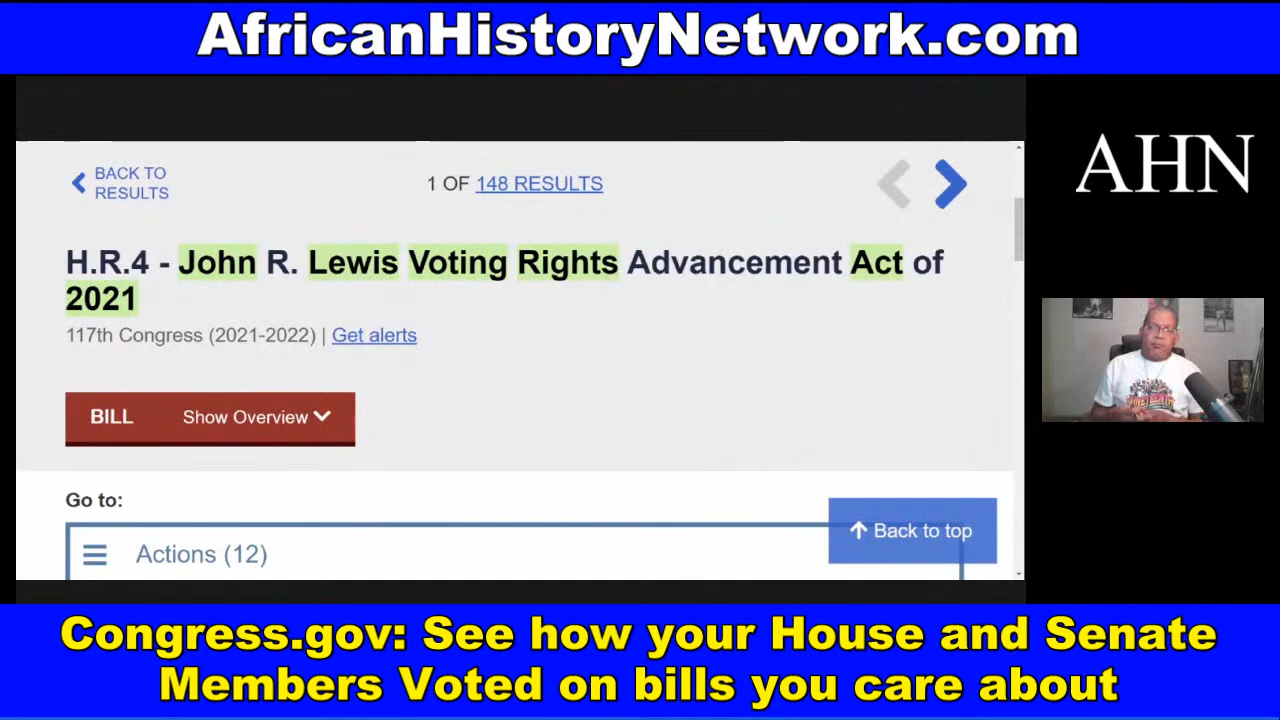 AfricanHistoryNetwork.com
AHN
BACK TO
RESULTS
1 OF 148 RESULTS
H.R.4 - John R. Lewis Voting Rights Advancement Act of
2021
117th Congress (2021-2022) | Get alerts
BILL Show Overview
Go to:
Back to top
Actions (12)
Congress.gov: See how your House and Senate
Members Voted on bills you care about